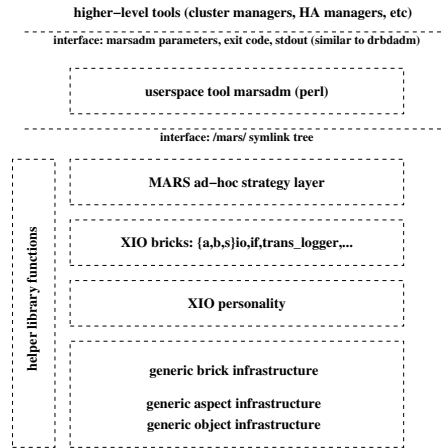 higher-level tools (cluster managers, HA managers, etc)
interface: marsadm parameters, exit code, stdout (similar to drbdadm)
userspace tool marsadm (perl)
interface: /mars/ symlink tree
helper library functions
MARS ad-hoc strategy layer
XIO bricks: {a,b,s}io,if,trans_logger,...
XIO personality
generic brick infrastructure
generic aspect infrastructure
generic object infrastructure